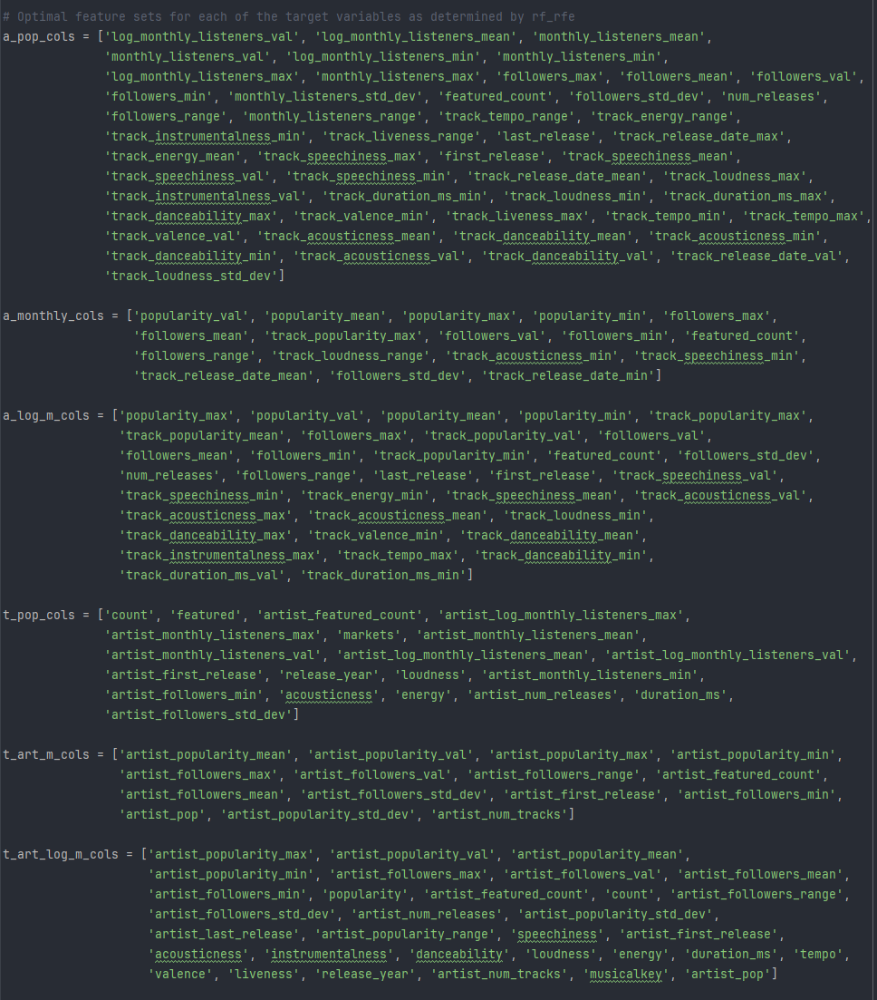 # Optimal feature sets for each of the target variables as determined by rf_rfe
a_pop_cols = ['log_monthly_listeners_val', 'log_monthly_listeners_mean', 'monthly_listeners_mean',
'monthly_listeners_val', 'log_monthly_listeners_min', 'monthly_listeners_min',
'log_monthly_listeners_max', 'monthly_listeners_max', 'followers_max', 'followers_mean', 'followers_val',
'followers_min', 'monthly_listeners_std_dev', 'featured_count', 'followers_std_dev', 'num_releases',
'followers_range', 'monthly_listeners_range', 'track_tempo_range', 'track_energy_range',
'track_instrumentalness_min', 'track_liveness_range', 'last_release', 'track_release_date_max',
'track_energy_mean', 'track_speechiness_max', 'first_release', 'track_speechiness_mean',
'track_speechiness_val', 'track_speechiness_min', 'track_release_date_mean', 'track_loudness_max',
'track_instrumentalness_val', 'track_duration_ms_min', 'track_loudness_min', 'track_duration_ms_max',
'track_danceability_max', 'track_valence_min', 'track_liveness_max', 'track_tempo_min', 'track_tempo_max',
'track_valence_val', 'track_acousticness_mean', 'track_danceability_mean', 'track_acousticness_min',
'track_danceability_min', 'track_acousticness_val', 'track_danceability_val', 'track_release_date_val',
'track_loudness_std_dev']
a_monthly_cols = ['popularity_val', 'popularity_mean', 'popularity_max', 'popularity_min', 'followers_max',
'followers_mean', 'track_popularity_max', 'followers_val', 'followers_min', 'featured_count',
'followers_range', 'track_loudness_range', 'track_acousticness_min', 'track_speechiness_min',
'track_release_date_mean', 'followers_std_dev', 'track_release_date_min']
a_log_m_cols = ['popularity_max', 'popularity_val', 'popularity_mean', 'popularity_min', 'track_popularity_max',
'track_popularity_mean', 'followers_max', 'track_popularity_val', 'followers_val',
'followers_mean', 'followers_min', 'track_popularity_min', 'featured_count', 'followers_std_dev',
'num_releases', 'followers_range', 'last_release', 'first_release', 'track_speechiness_val',
'track_speechiness_min', 'track_energy_min', 'track_speechiness_mean', 'track_acousticness_val',
'track_acousticness_max', 'track_acousticness_mean', 'track_loudness_min',
'track_danceability_max', 'track_valence_min', 'track_danceability_mean',
'track_instrumentalness_max', 'track_tempo_max', 'track_danceability_min',
'track_duration_ms_val', 'track_duration_ms_min']
t_pop_cols = ['count', 'featured', 'artist_featured_count', 'artist_log_monthly_listeners_max',
'artist_monthly_listeners_max', 'markets', 'artist_monthly_listeners_mean',
'artist_monthly_listeners_val', 'artist_log_monthly_listeners_mean', 'artist_log_monthly_listeners_val',
'artist_first_release', 'release_year', 'loudness', 'artist_monthly_listeners_min',
'artist_followers_min', 'acousticness', 'energy', 'artist_num_releases', 'duration_ms',
'artist_followers_std_dev']
t_art_m_cols = ['artist_popularity_mean', 'artist_popularity_val', 'artist_popularity_max', 'artist_popularity_min',
'artist_followers_max', 'artist_followers_val', 'artist_followers_range', 'artist_featured_count',
'artist_followers_mean', 'artist_followers_std_dev', 'artist_first_release', 'artist_followers_min',
'artist_pop', 'artist_popularity_std_dev', 'artist_num_tracks']
t_art_log_m_cols = ['artist_popularity_max', 'artist_popularity_val', 'artist_popularity_mean',
'artist_popularity_min', 'artist_followers_max', 'artist_followers_val', 'artist_followers_mean',
'artist_followers_min', 'popularity', 'artist_featured_count', 'count', 'artist_followers_range',
'artist_followers_std_dev', 'artist_num_releases', 'artist_popularity_std_dev',
'artist_last_release', 'artist_popularity_range', 'speechiness', 'artist_first_release',
'acousticness', 'instrumentalness', 'danceability', 'loudness', 'energy', 'duration_ms', 'tempo',
'valence', 'liveness', 'release_year', 'artist_num_tracks', 'musicalkey', 'artist_pop']